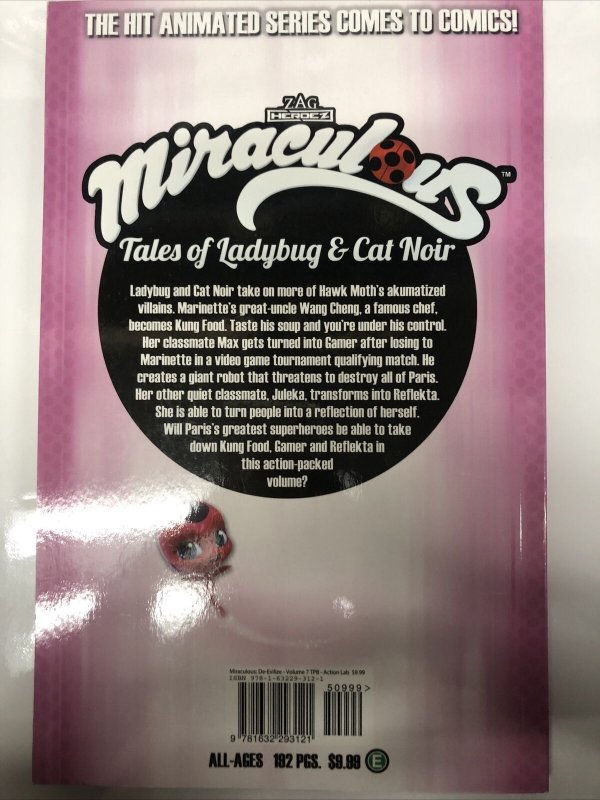 THE HIT ANIMATED SERIES COMES TO COMICS!
ZAG
HEROEZ
Miraculous™
Tales of Ladybug & Cat Noir
Ladybug and Cat Noir take on more of Hawk Moth's akumatized
villains. Marinette's great-uncle Wang Cheng, a famous chef,
becomes Kung Food. Taste his soup and you're under his control.
Her classmate Max gets turned into Gamer after losing to
Marinette in a video game tournament qualifying match. He
creates a giant robot that threatens to destroy all of Paris.
Her other quiet classmate, Juleka, transforms into Reflekta.
She is able to turn people into a reflection of herself.
Will Paris's greatest superheroes be able to take
down Kung Food, Gamer and Reflekta in
this action-packed
volume?
Miraculous: De-Evilize - Volume 7 TPB - Action Lab $9.99
ISBN 978-1-63229-312-1
50999>
9 781632 293121
ALL-AGES 192 PGS. $9.99 E